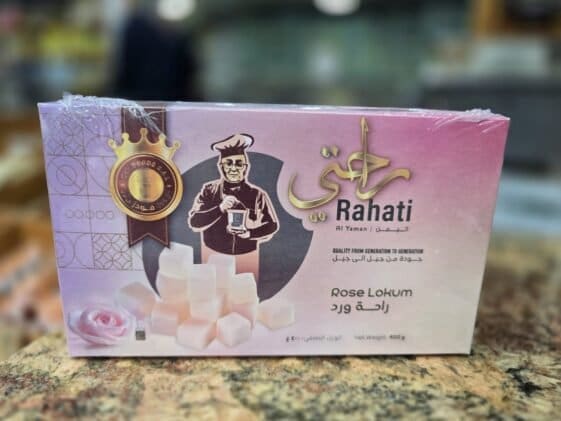 راحتي
Rahati
Al Yaman | اليمن
QUALITY FROM GENERATION TO GENERATION
جودة من جيل الى جيل
Rose Lokum
راحة ورد
Net Weight: 400 g